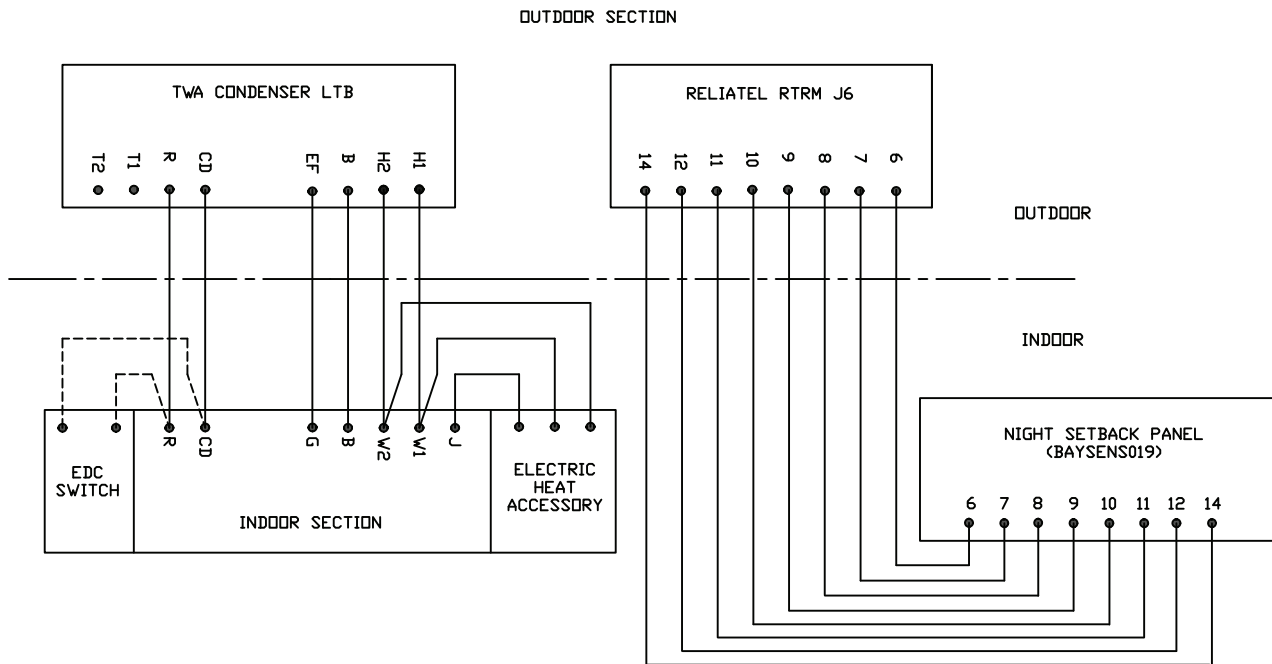 OUTDOOR SECTION
TWA CONDENSER LTB
T2 T1 R CD EF B H2 H1
RELIATEL RTRM J6
14 12 11 10 9 8 7 6
OUTDOOR
INDOOR
R CD G B W2 W1 J
EDC
SWITCH
INDOOR SECTION
ELECTRIC
HEAT
ACCESSORY
NIGHT SETBACK PANEL
(BAYSENS019)
6 7 8 9 10 11 12 14